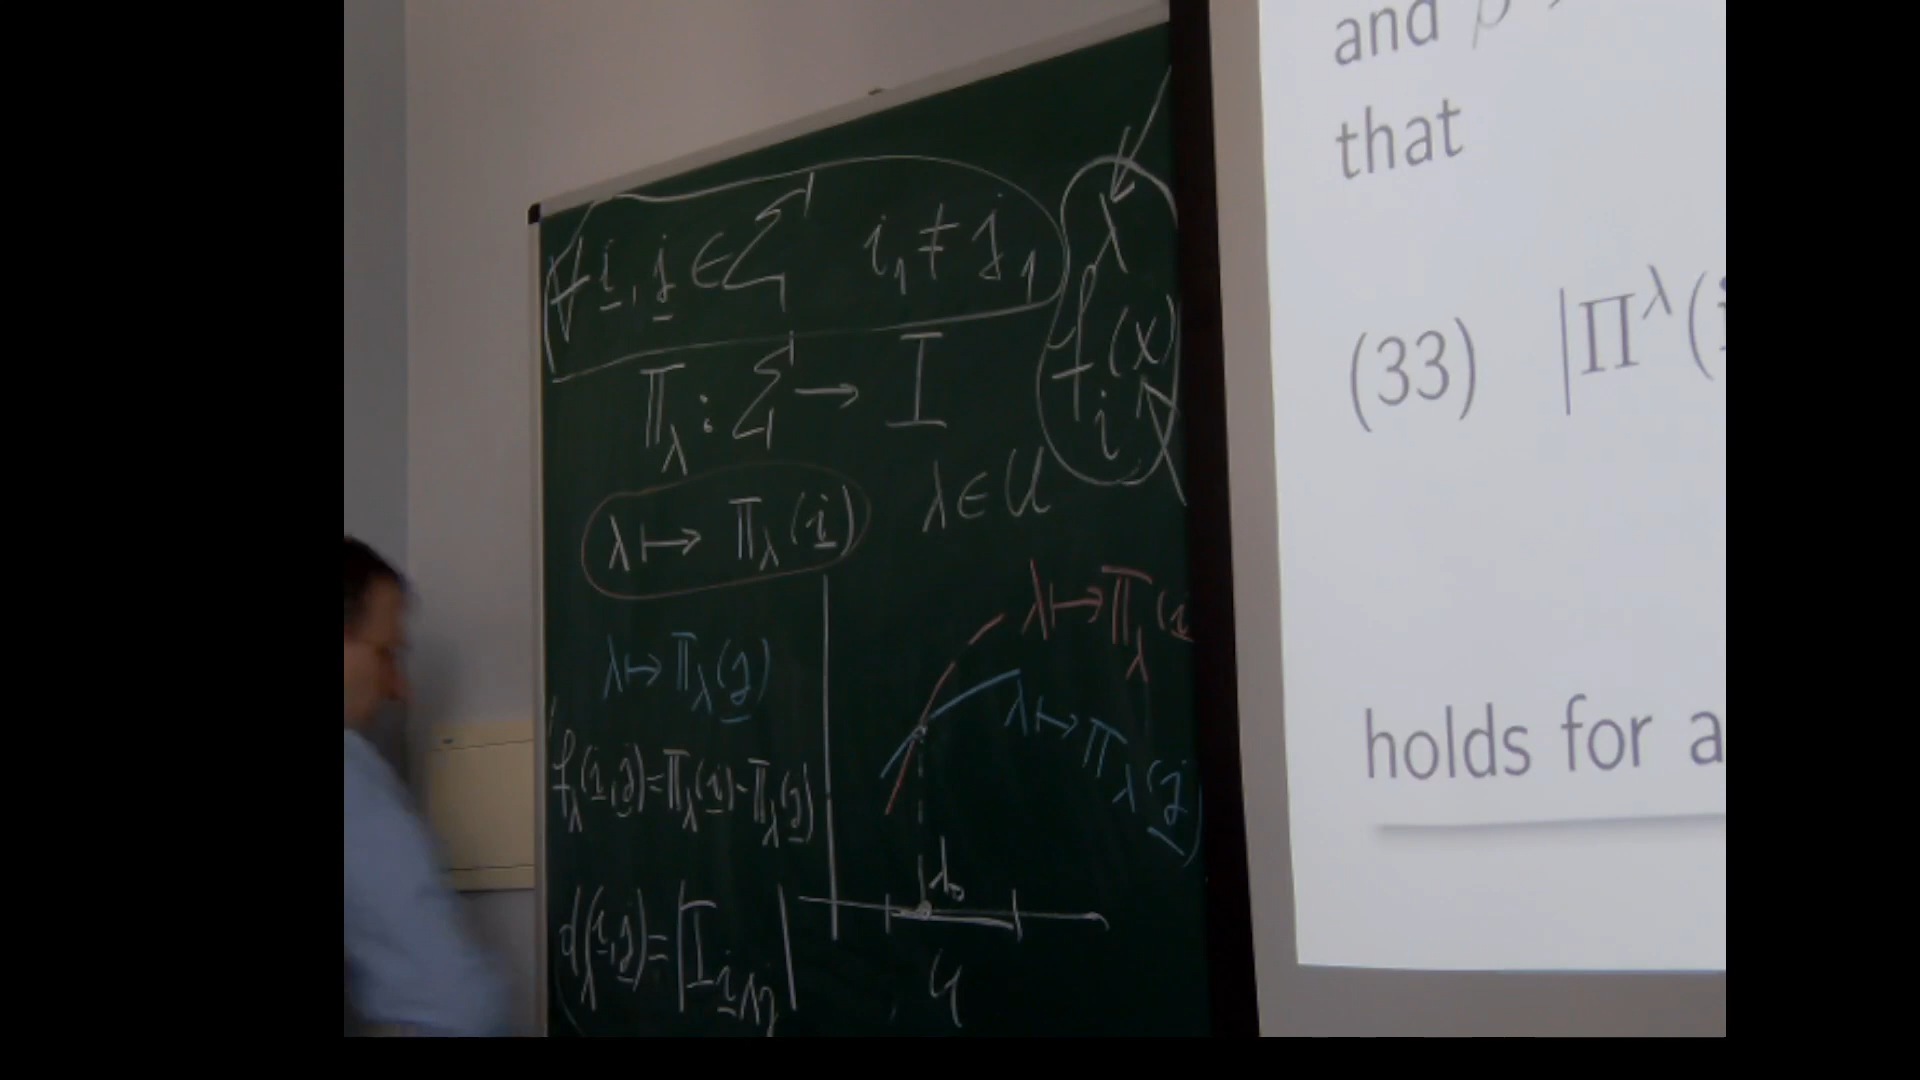 ∀ i, j ∈ Σ i₁ ≠ j₁
λ
f_i(x)
Π_λ : Σ → I
λ ↦ Π_λ(i)
λ ∈ U
λ ↦ Π_λ(i
λ ↦ Π_λ(j)
λ ↦ Π_λ(j)
f_λ(i, j) = Π_λ(i) - Π_λ(j)
λ₀
d_λ(i, j) = |I_{i∧j}|
U
and
that
(33) |Π^λ(i
holds for a